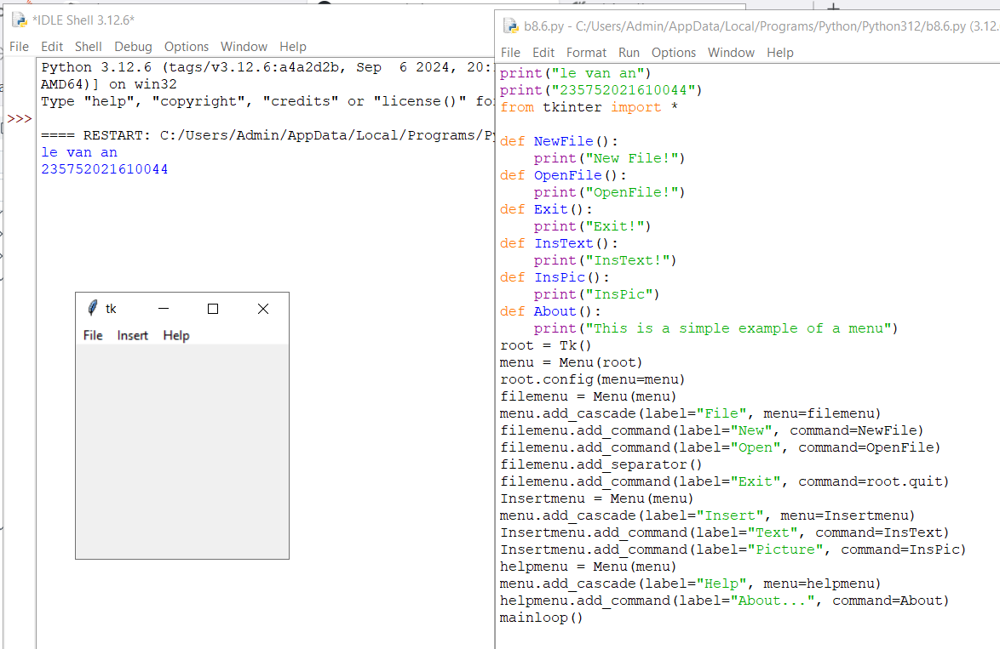 *IDLE Shell 3.12.6*
File Edit Shell Debug Options Window Help
Python 3.12.6 (tags/v3.12.6:a4a2d2b, Sep  6 2024, 20:
AMD64)] on win32
Type "help", "copyright", "credits" or "license()" fo
>>>
==== RESTART: C:/Users/Admin/AppData/Local/Programs/Py
le van an
235752021610044
tk
File Insert Help
b8.6.py - C:/Users/Admin/AppData/Local/Programs/Python/Python312/b8.6.py (3.12.
File Edit Format Run Options Window Help
print("le van an")
print("235752021610044")
from tkinter import *
def NewFile():
    print("New File!")
def OpenFile():
    print("OpenFile!")
def Exit():
    print("Exit!")
def InsText():
    print("InsText!")
def InsPic():
    print("InsPic")
def About():
    print("This is a simple example of a menu")
root = Tk()
menu = Menu(root)
root.config(menu=menu)
filemenu = Menu(menu)
menu.add_cascade(label="File", menu=filemenu)
filemenu.add_command(label="New", command=NewFile)
filemenu.add_command(label="Open", command=OpenFile)
filemenu.add_separator()
filemenu.add_command(label="Exit", command=root.quit)
Insertmenu = Menu(menu)
menu.add_cascade(label="Insert", menu=Insertmenu)
Insertmenu.add_command(label="Text", command=InsText)
Insertmenu.add_command(label="Picture", command=InsPic)
helpmenu = Menu(menu)
menu.add_cascade(label="Help", menu=helpmenu)
helpmenu.add_command(label="About...", command=About)
mainloop()